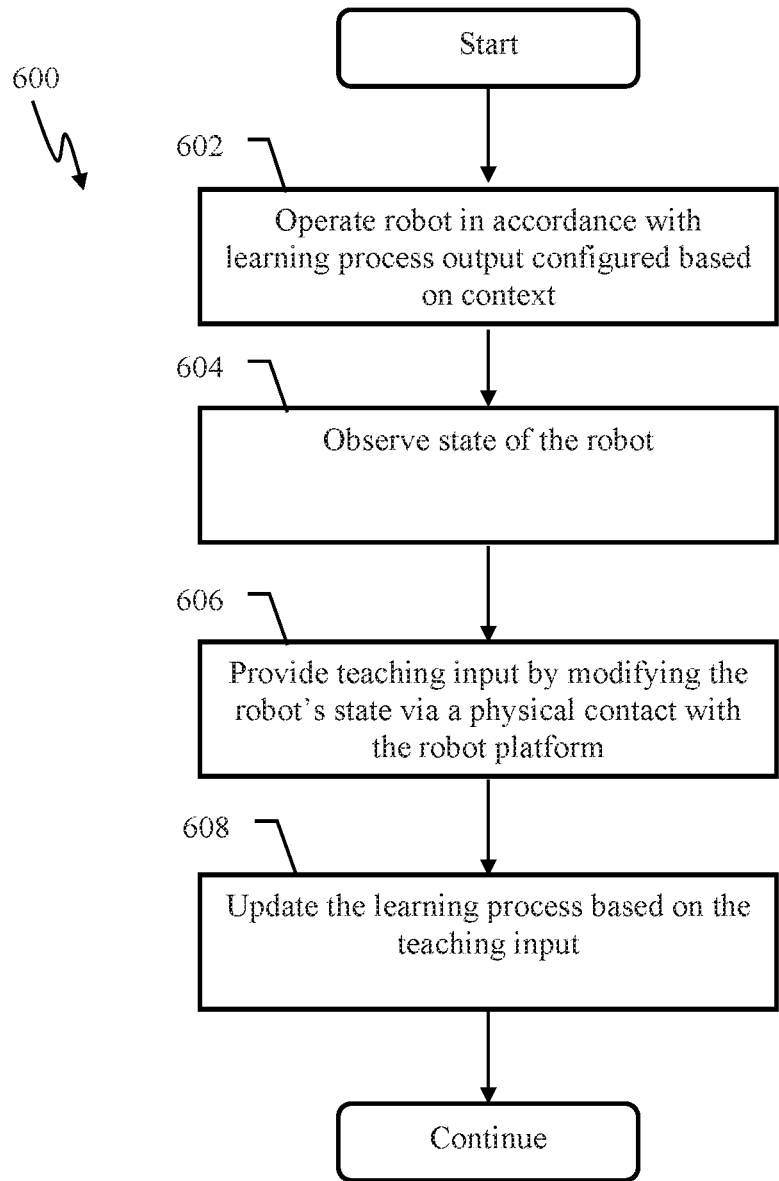 Start
600
602
Operate robot in accordance with
learning process output configured based
on context
604
Observe state of the robot
606
Provide teaching input by modifying the
robot's state via a physical contact with
the robot platform
608
Update the learning process based on the
teaching input
Continue